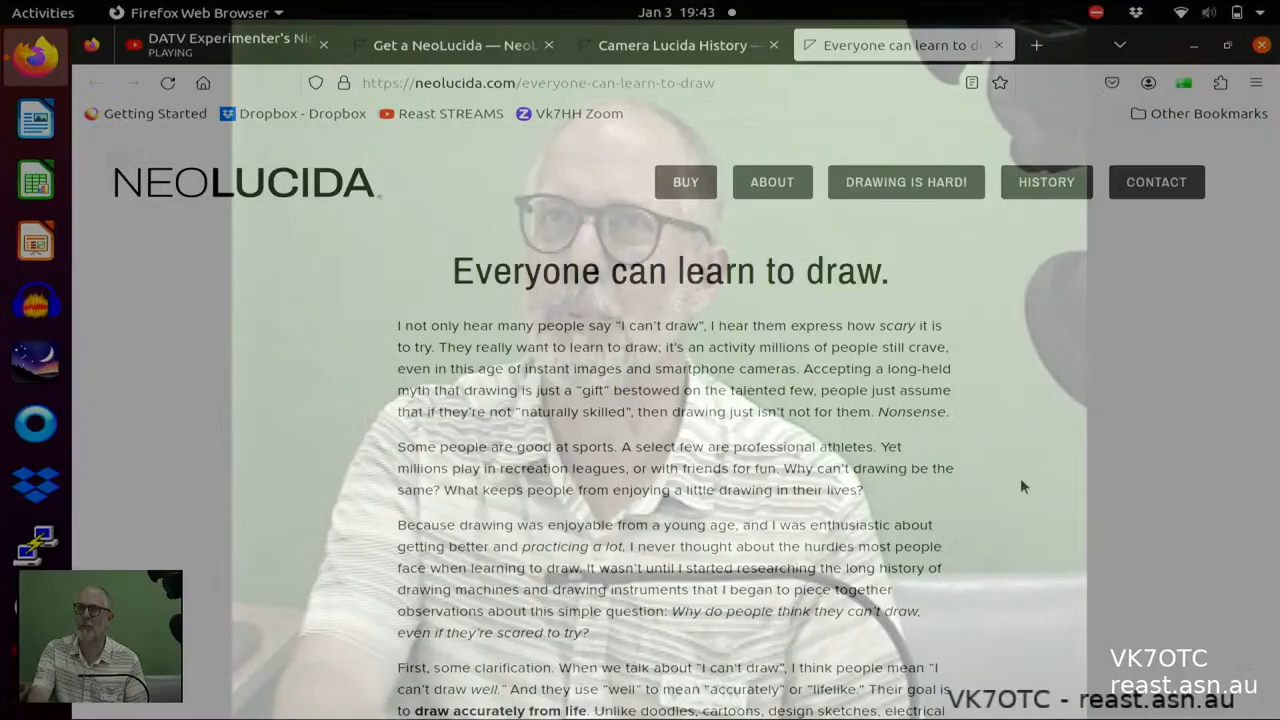 Activities
Firefox Web Browser
Jan 3 19:43
DATV Experimenter's Ni
PLAYING
Get a NeoLucida — NeoL
Camera Lucida History —
Everyone can learn to d
https://neolucida.com/everyone-can-learn-to-draw
Getting Started
Dropbox - Dropbox
Reast STREAMS
Vk7HH Zoom
Other Bookmarks
NEOLUCIDA
BUY
ABOUT
DRAWING IS HARD!
HISTORY
CONTACT
Everyone can learn to draw.
I not only hear many people say “I can’t draw”, I hear them express how scary it is
to try. They really want to learn to draw; it’s an activity millions of people still crave,
even in this age of instant images and smartphone cameras. Accepting a long-held
myth that drawing is just a “gift” bestowed on the talented few, people just assume
that if they’re not “naturally skilled”, then drawing just isn’t not for them. Nonsense.
Some people are good at sports. A select few are professional athletes. Yet
millions play in recreation leagues, or with friends for fun. Why can’t drawing be the
same? What keeps people from enjoying a little drawing in their lives?
Because drawing was enjoyable from a young age, and I was enthusiastic about
getting better and practicing a lot, I never thought about the hurdles most people
face when learning to draw. It wasn’t until I started researching the long history of
drawing machines and drawing instruments that I began to piece together
observations about this simple question: Why do people think they can’t draw,
even if they’re scared to try?
First, some clarification. When we talk about “I can’t draw”, I think people mean “I
can’t draw well.” And they use “well” to mean “accurately” or “lifelike.” Their goal is
to draw accurately from life. Unlike doodles, cartoons, design sketches, electrical
VK7OTC
reast.asn.au
VK7OTC - reast.asn.au